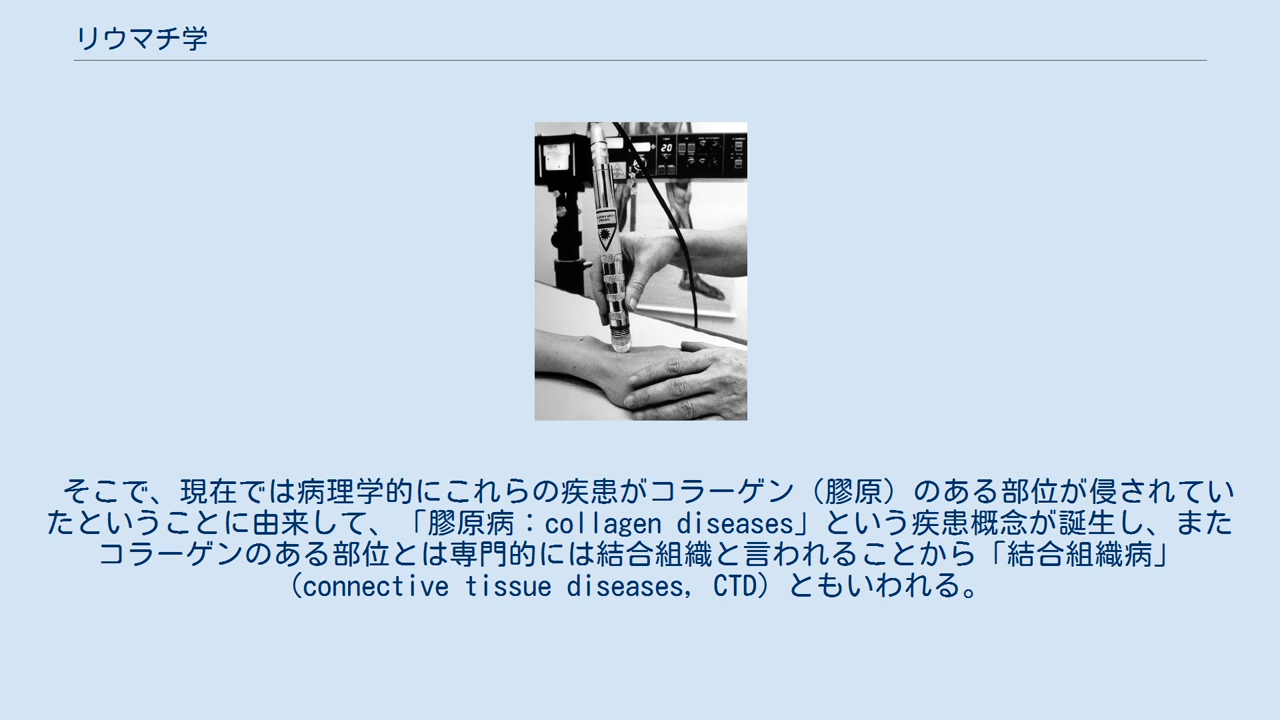 リウマチ学
20
そこで、現在では病理学的にこれらの疾患がコラーゲン（膠原）のある部位が侵されてい
たということに由来して、「膠原病：collagen diseases」という疾患概念が誕生し、また
コラーゲンのある部位とは専門的には結合組織と言われることから「結合組織病」
（connective tissue diseases, CTD）ともいわれる。